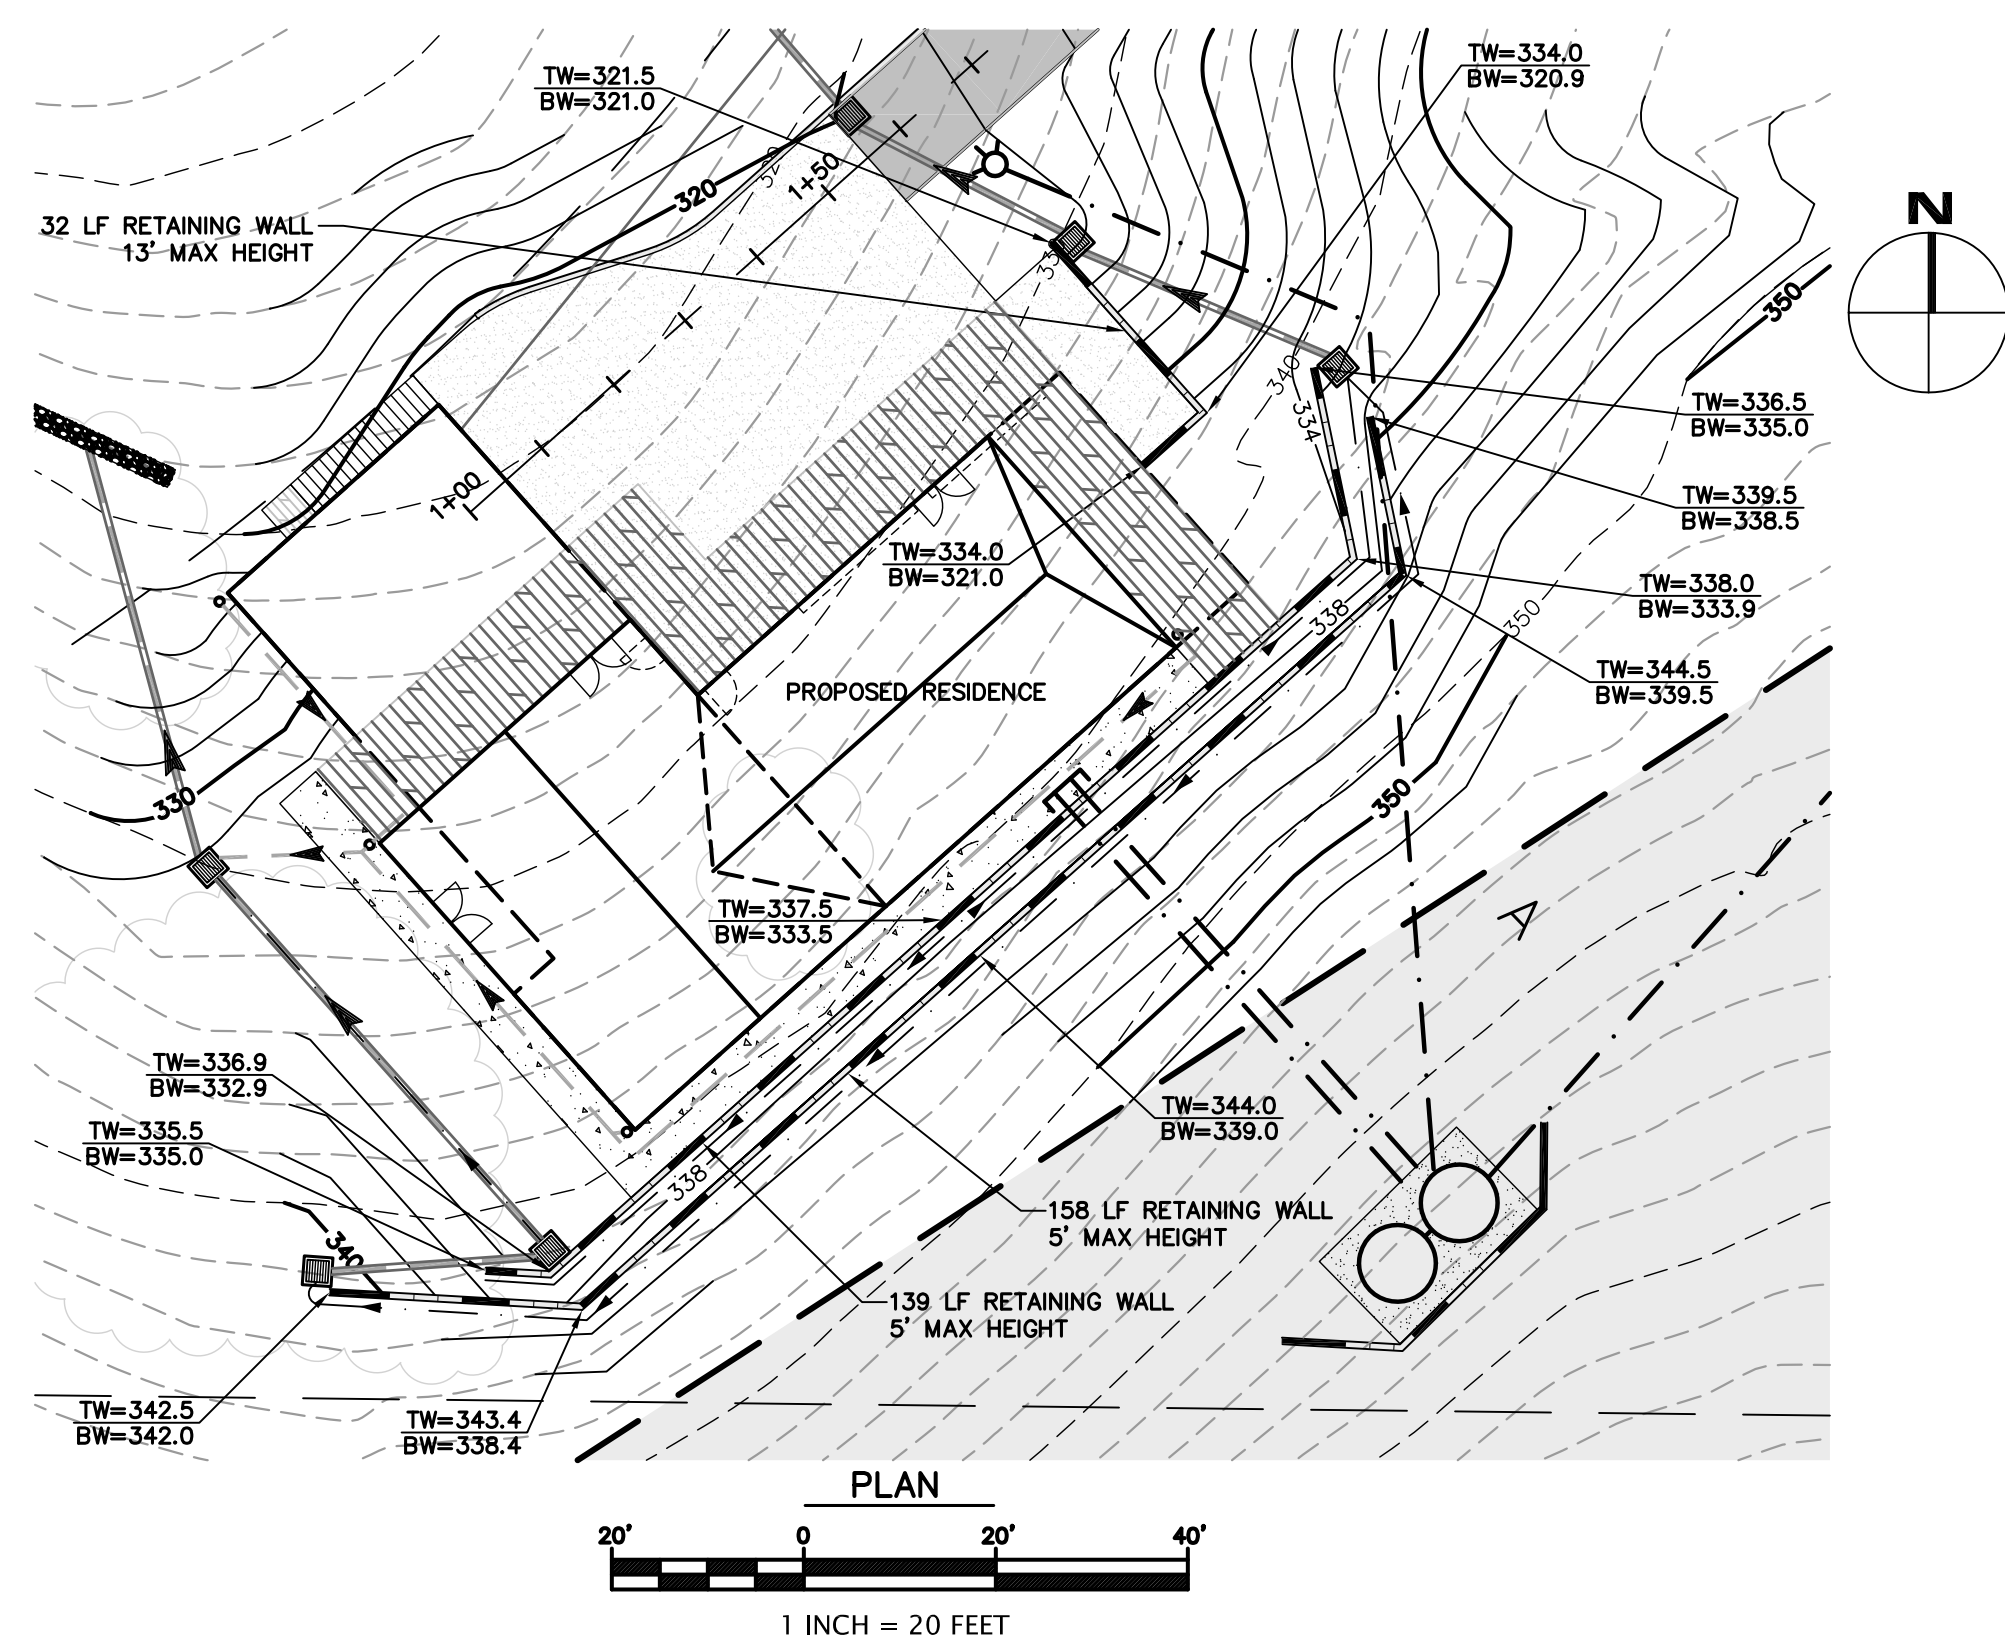 TW=334.0
BW=320.9
TW=321.5
BW=321.0
320
1+50
N
32 LF RETAINING WALL
13' MAX HEIGHT
350
340
334
TW=336.5
BW=335.0
1+00
TW=339.5
BW=338.5
TW=334.0
BW=321.0
TW=338.0
BW=333.9
338
350
TW=344.5
BW=339.5
PROPOSED RESIDENCE
330
350
TW=337.5
BW=333.5
A
TW=336.9
BW=332.9
TW=335.5
BW=335.0
TW=344.0
BW=339.0
338
158 LF RETAINING WALL
5' MAX HEIGHT
340
139 LF RETAINING WALL
5' MAX HEIGHT
TW=342.5
BW=342.0
TW=343.4
BW=338.4
PLAN
20' 0 20' 40'
1 INCH = 20 FEET